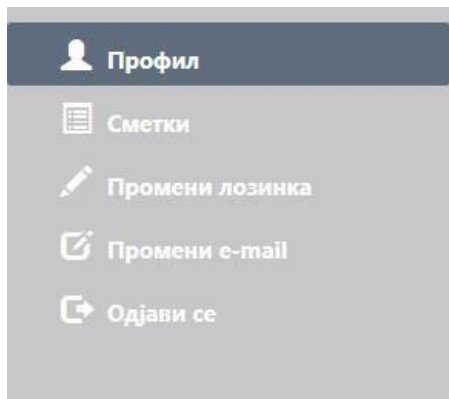 Профил
Сметки
Промени лозинка
Промени e-mail
Одјави се